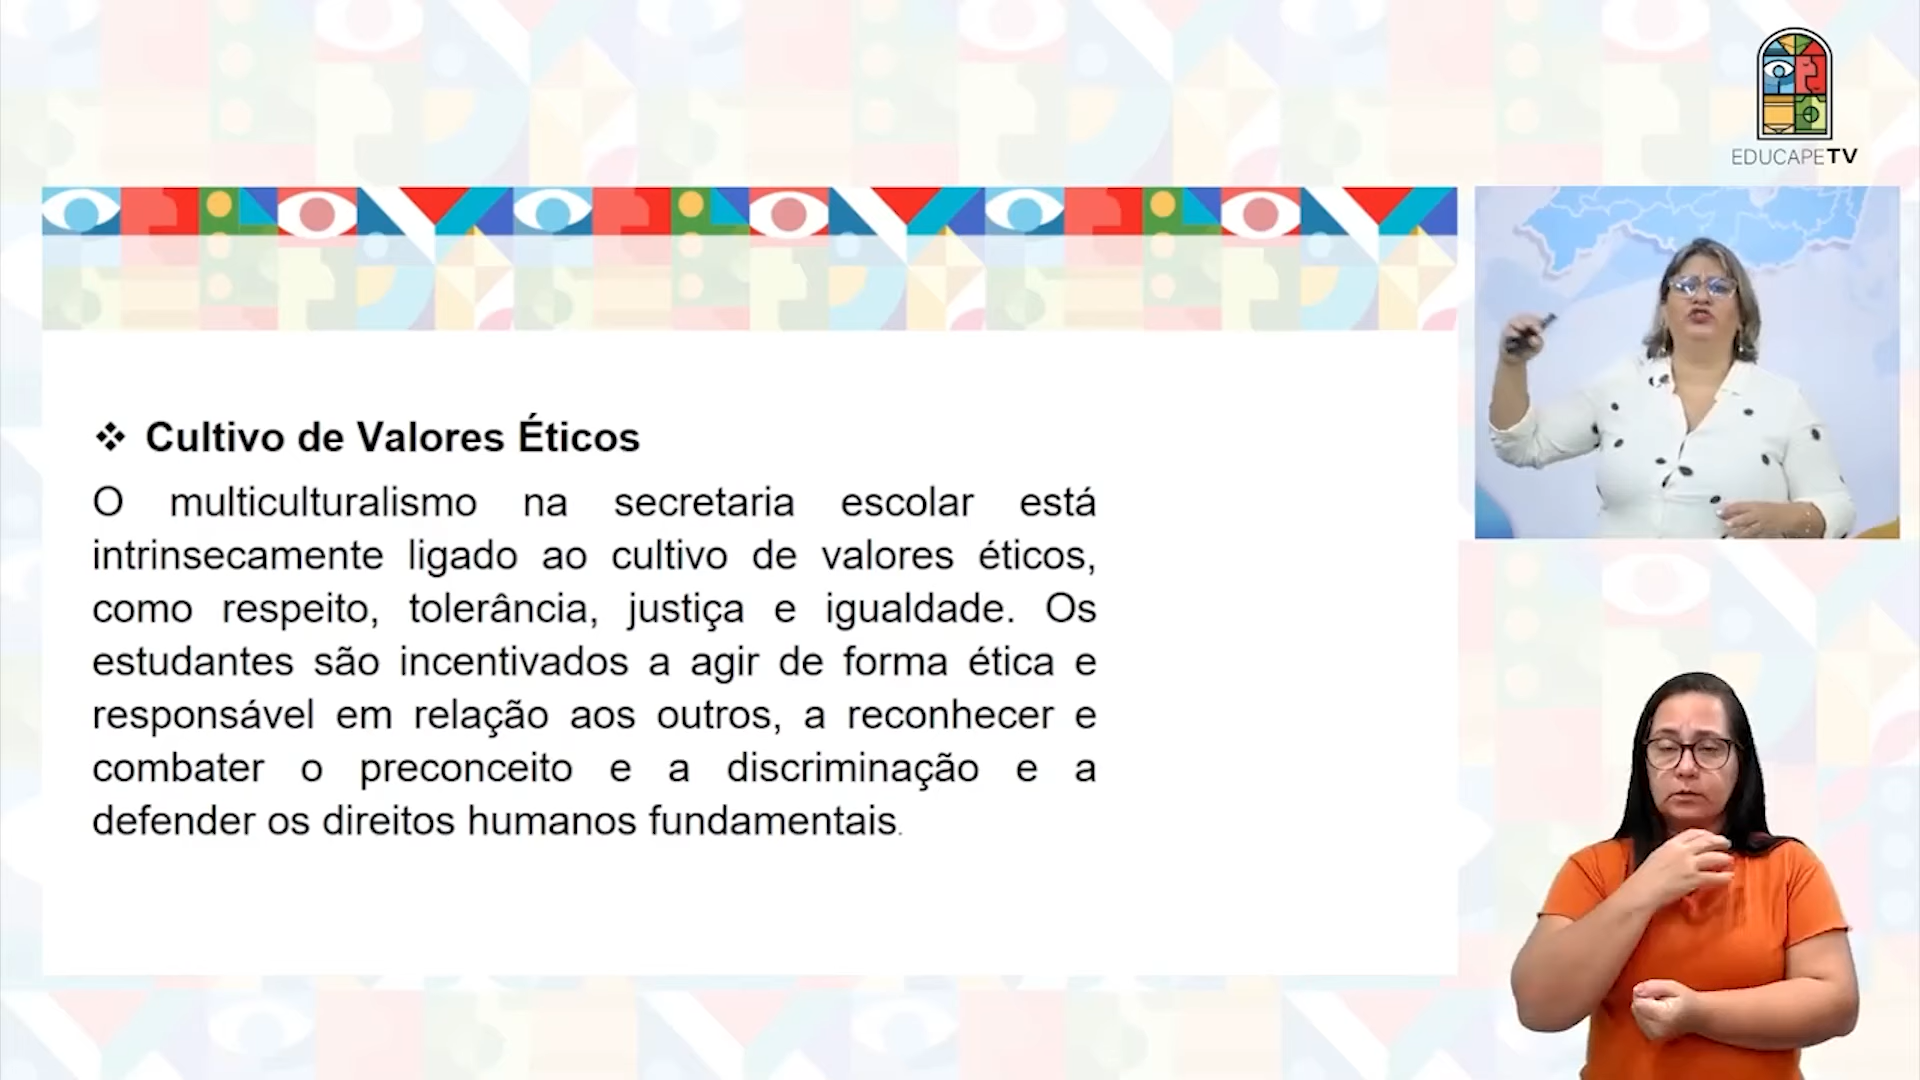 EDUCAPETV
❖ Cultivo de Valores Éticos
O multiculturalismo na secretaria escolar está
intrinsecamente ligado ao cultivo de valores éticos,
como respeito, tolerância, justiça e igualdade. Os
estudantes são incentivados a agir de forma ética e
responsável em relação aos outros, a reconhecer e
combater o preconceito e a discriminação e a
defender os direitos humanos fundamentais.